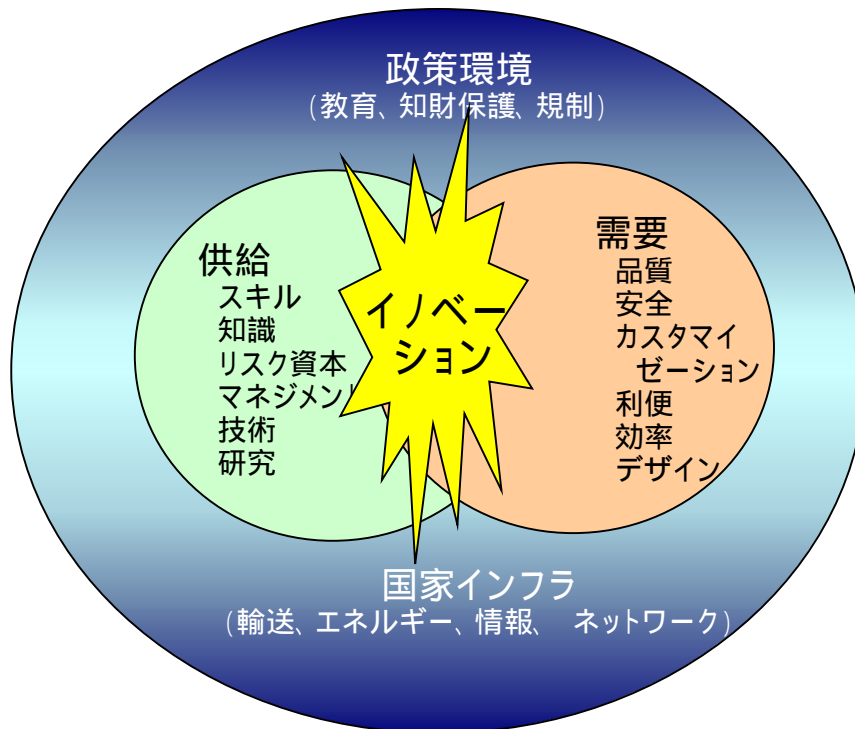 政策環境
(教育、知財保護、規制)
供給
スキル
知識
リスク資本
マネジメント
技術
研究
イノベー
ション
需要
品質
安全
カスタマイ
ゼーション
利便
効率
デザイン
国家インフラ
(輸送、エネルギー、情報、 ネットワーク)